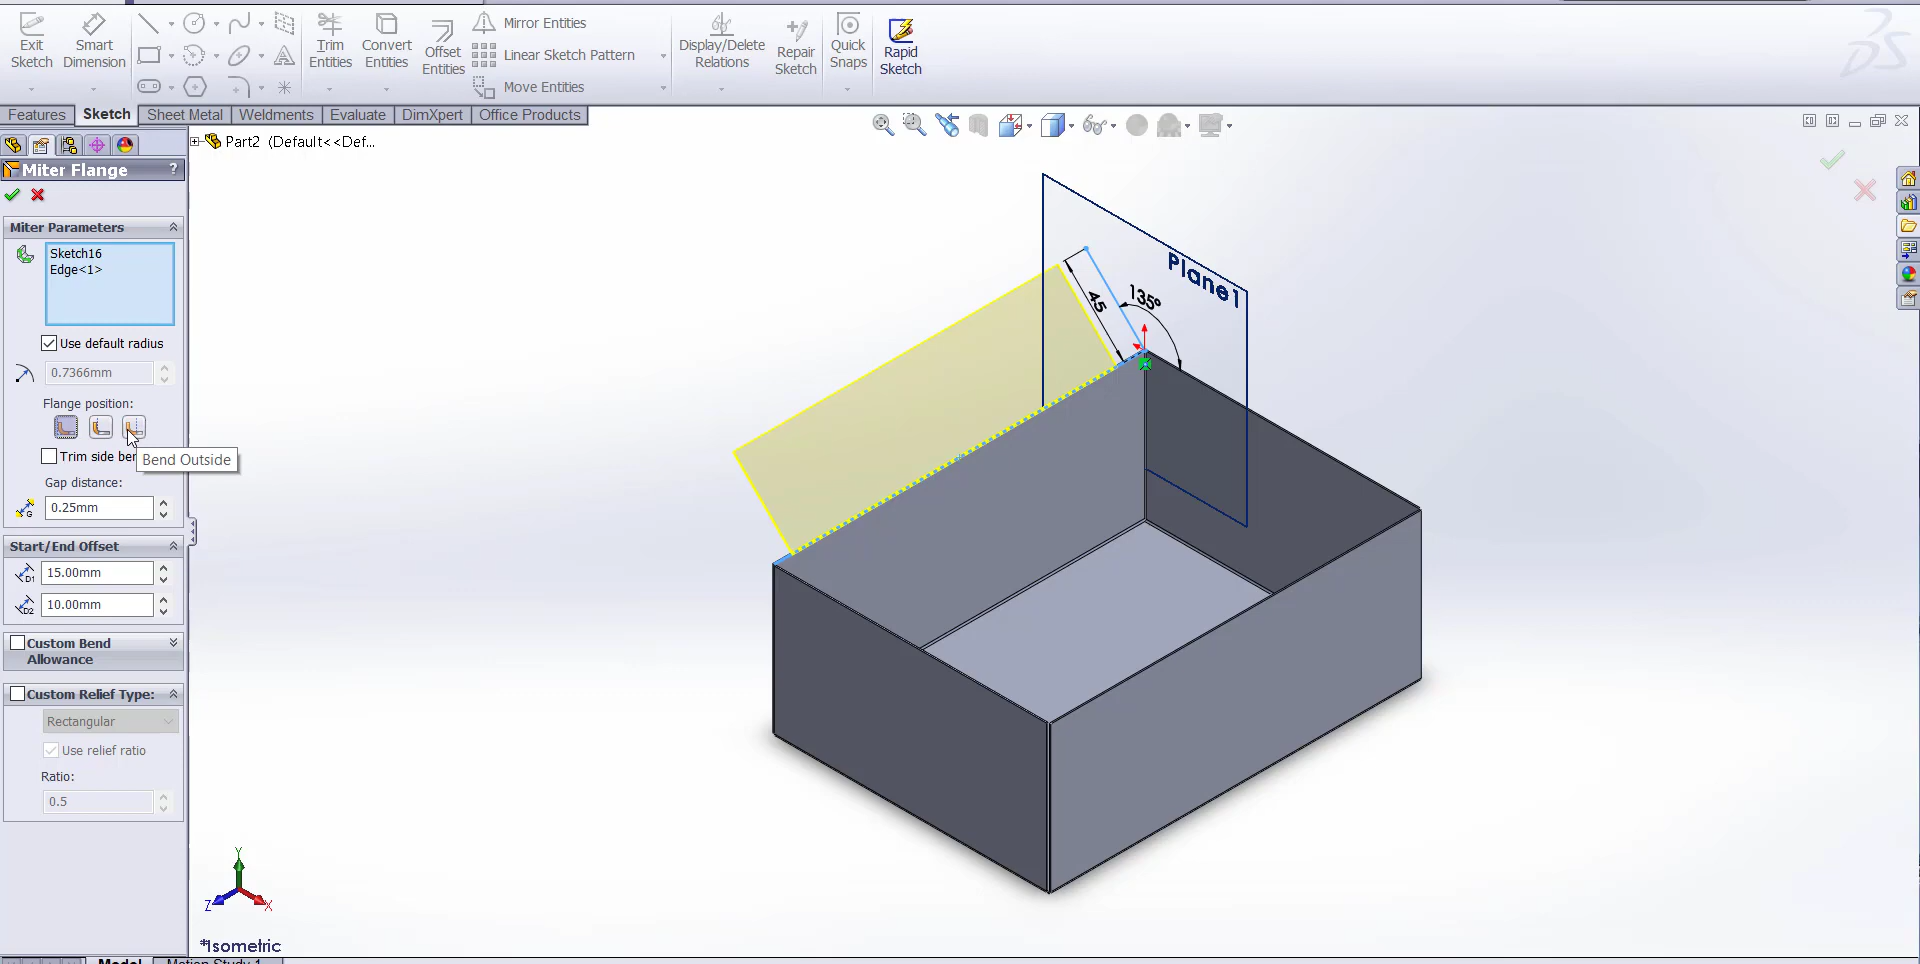 Exit Sketch
Smart Dimension
Trim Entities
Convert Entities
Offset Entities
Mirror Entities
Linear Sketch Pattern
Move Entities
Display/Delete Relations
Repair Sketch
Quick Snaps
Rapid Sketch
Features
Sketch
Sheet Metal
Weldments
Evaluate
DimXpert
Office Products
Part2 (Default<<Def...
Miter Flange
?
Miter Parameters
Sketch16
Edge<1>
Use default radius
0.7366mm
Flange position:
Trim side ben
Bend Outside
Gap distance:
0.25mm
Start/End Offset
15.00mm
10.00mm
Custom Bend
Allowance
Custom Relief Type:
Rectangular
Use relief ratio
Ratio:
0.5
Plane1
45
135°
Y
Z
X
*Isometric
Model
Motion Study 1